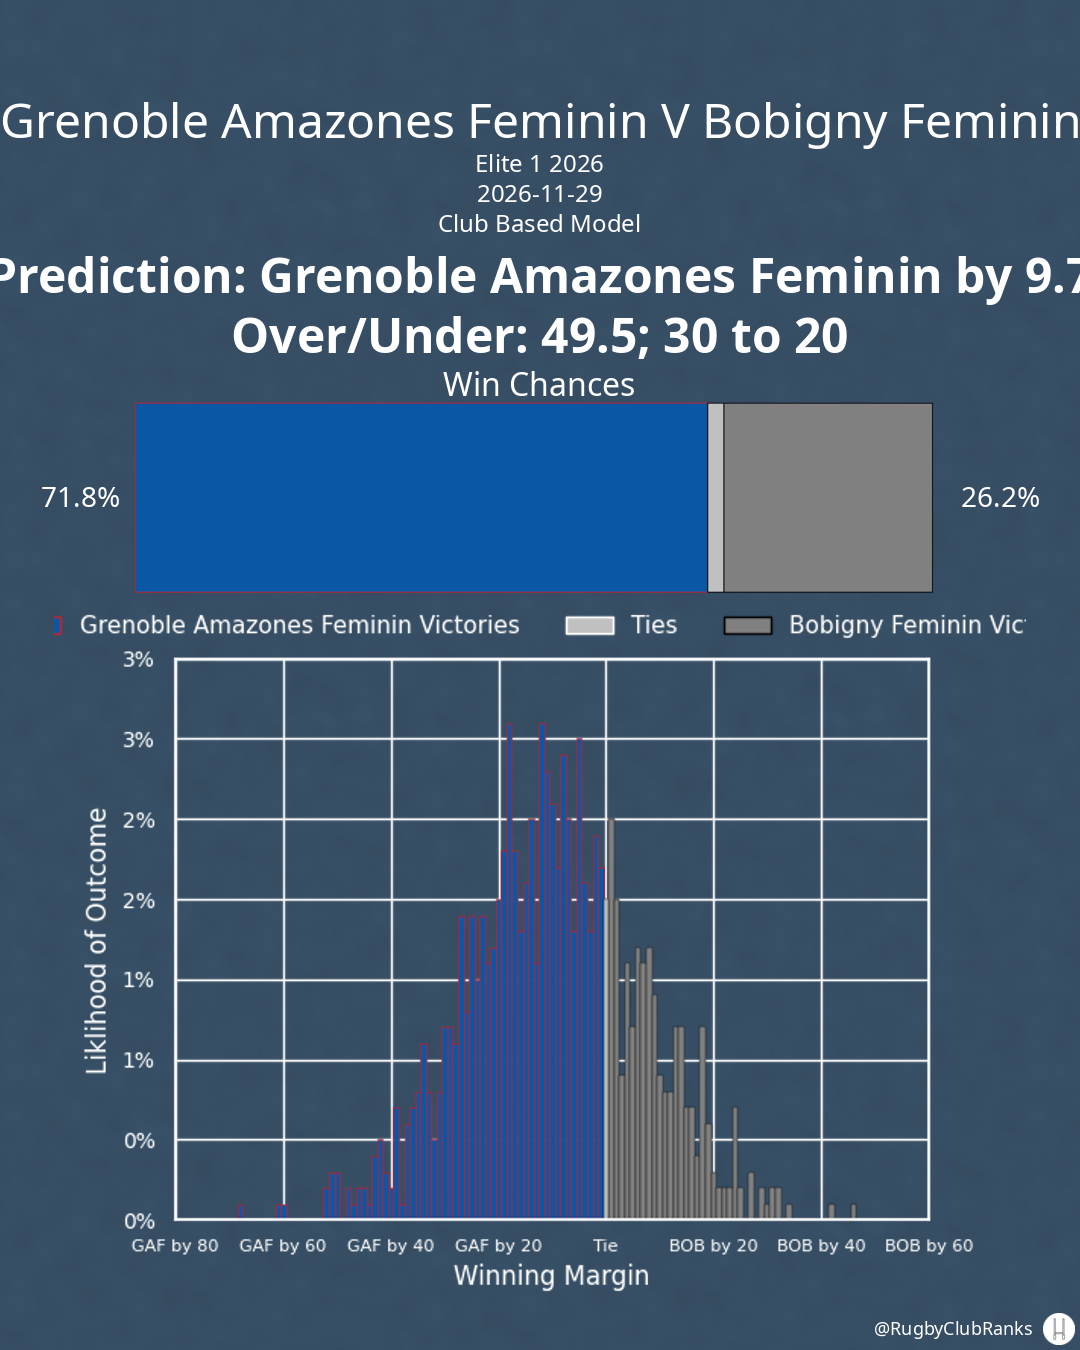 Grenoble Amazones Feminin V Bobigny Feminin
Elite 1 2026
2026-11-29
Club Based Model
Prediction: Grenoble Amazones Feminin by 9.7
Over/Under: 49.5; 30 to 20
Win Chances
71.8%
26.2%
Grenoble Amazones Feminin Victories
Ties
Bobigny Feminin Vic
3%
3%
2%
2%
1%
1%
0%
0%
Liklihood of Outcome
GAF by 80
GAF by 60
GAF by 40
GAF by 20
Tie
BOB by 20
BOB by 40
BOB by 60
Winning Margin
@RugbyClubRanks